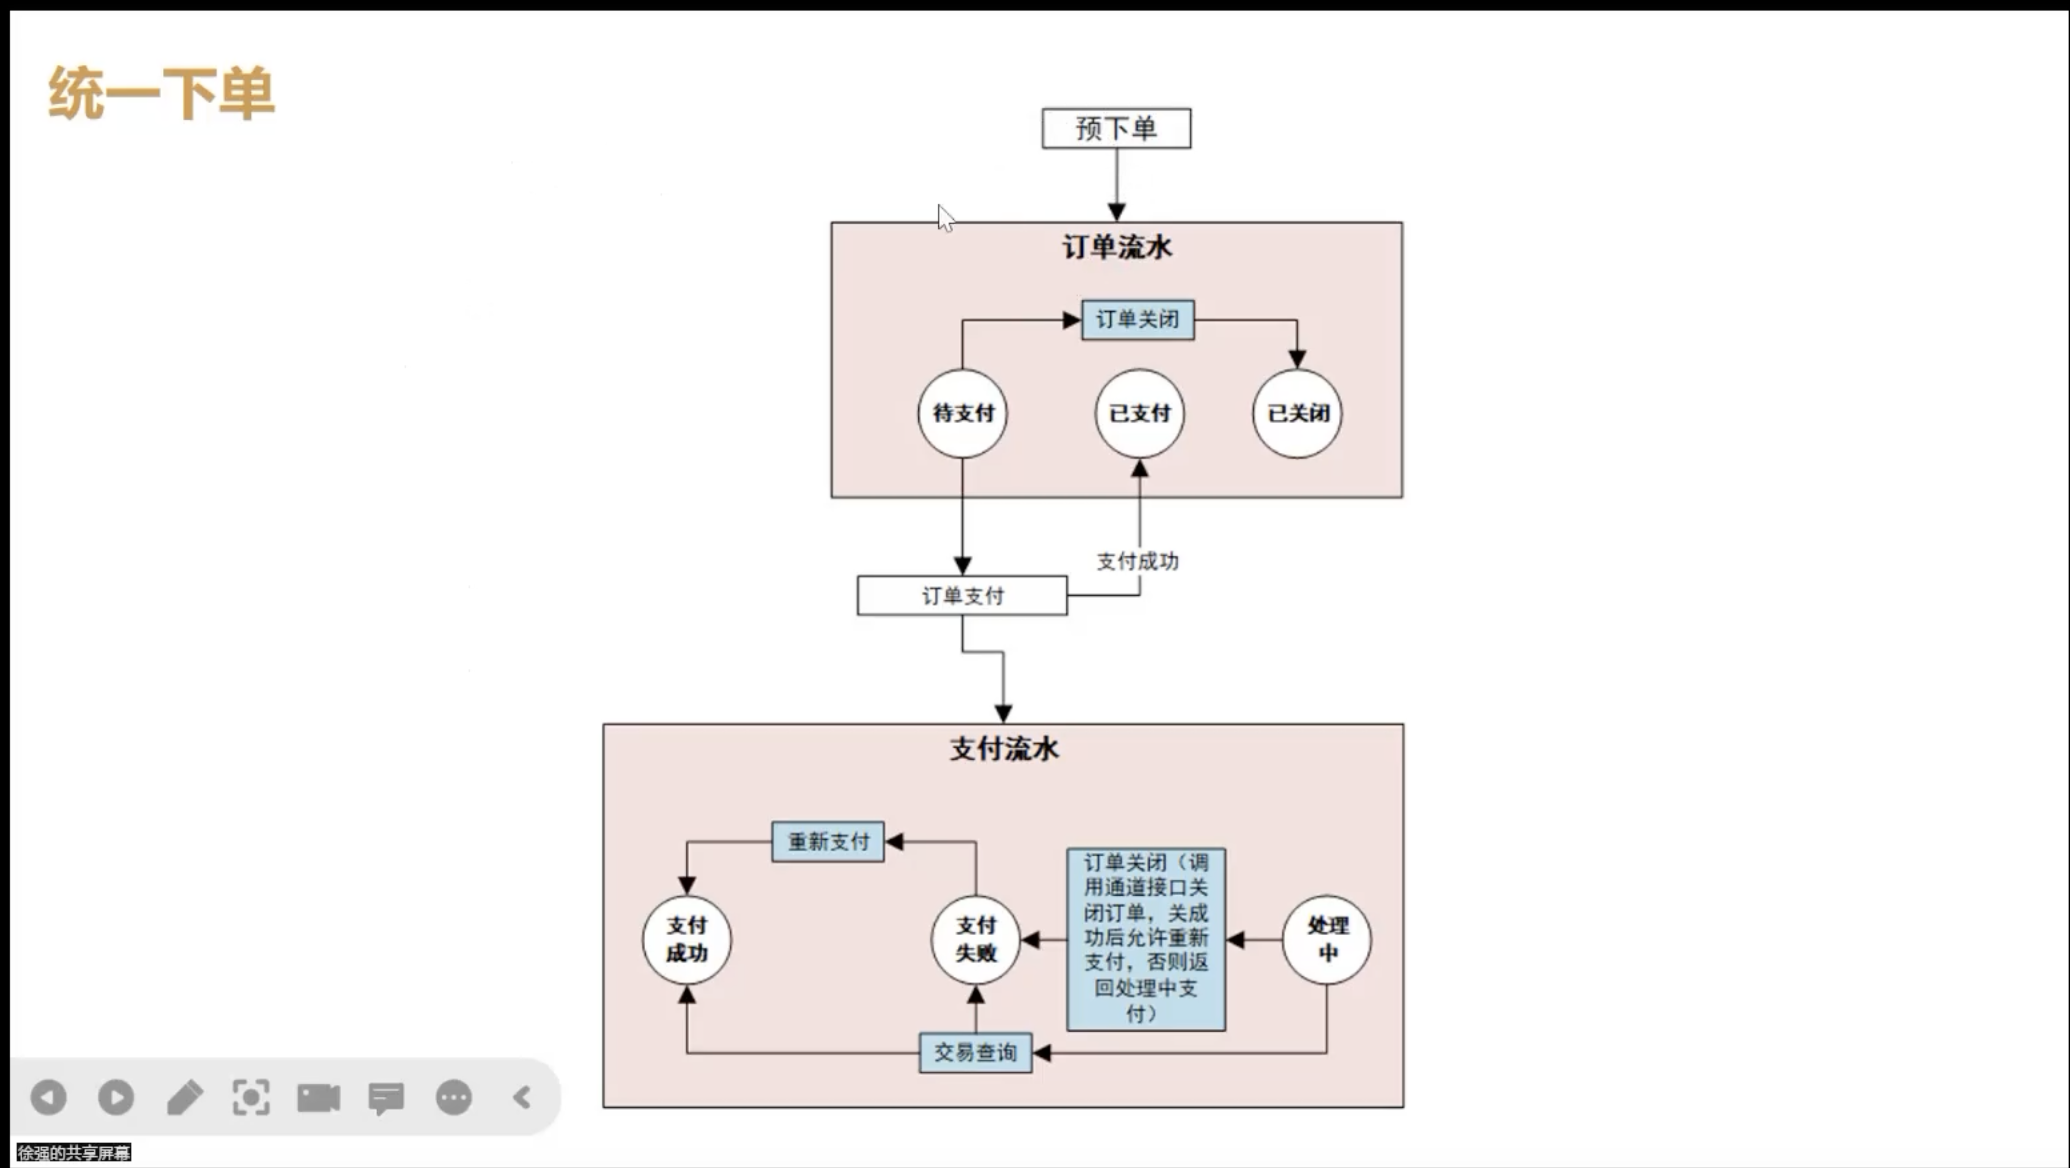 统一下单
预下单
订单流水
订单关闭
待支付
已支付
已关闭
支付成功
订单支付
支付流水
重新支付
订单关闭（调
用通道接口关
闭订单，关成
功后允许重新
支付，否则返
回处理中支
付）
支付
成功
支付
失败
处理
中
交易查询
徐强的共享屏幕